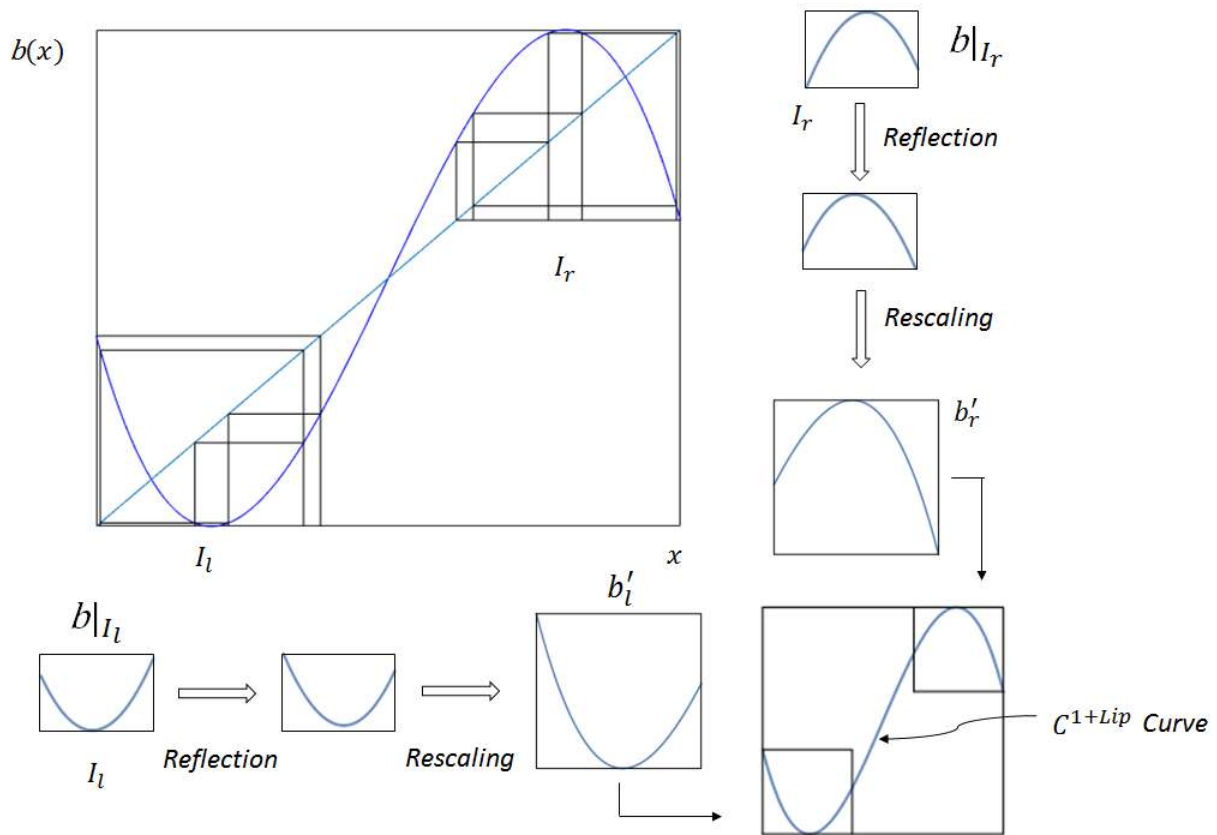 b(x)
I_r
I_l
x
b|_{I_r}
I_r
Reflection
Rescaling
b'_r
b|_{I_l}
I_l
Reflection
Rescaling
b'_l
C^{1+Lip} Curve